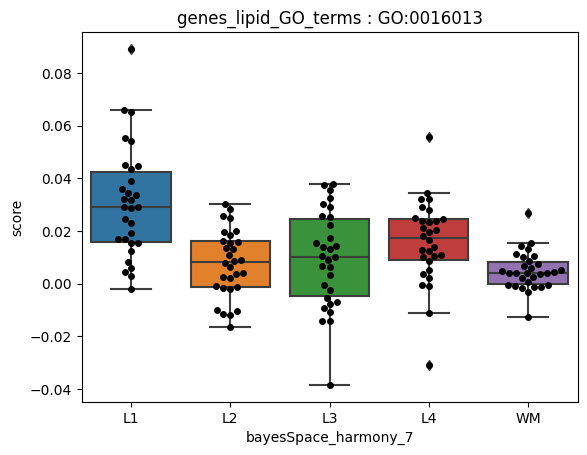 genes_lipid_GO_terms : GO:0016013
score
0.08
0.06
0.04
0.02
0.00
−0.02
−0.04
L1 L2 L3 L4 WM
bayesSpace_harmony_7